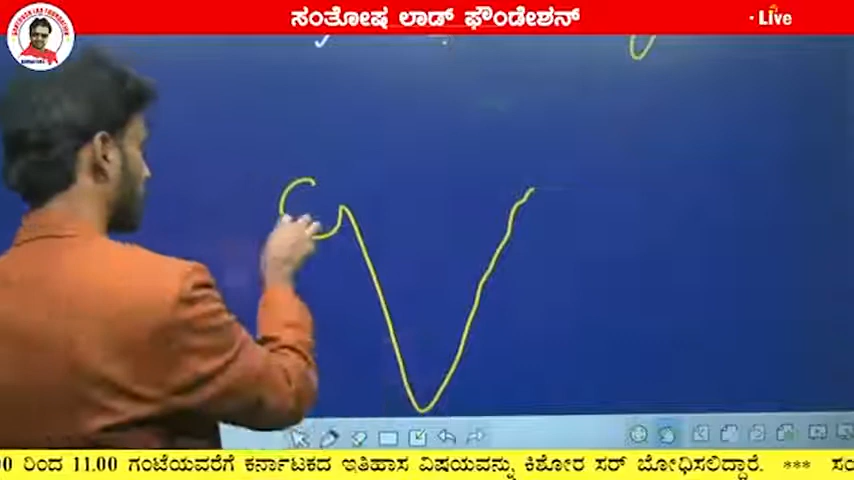 ಸಂತೋಷ ಲಾಡ್ ಫೌಂಡೇಶನ್
· Live
00 ರಿಂದ 11.00 ಗಂಟೆಯವರೆಗೆ ಕರ್ನಾಟಕದ ಇತಿಹಾಸ ವಿಷಯವನ್ನು ಕಿಶೋರ ಸರ್ ಬೋಧಿಸಲಿದ್ದಾರೆ. *** ಸಂ